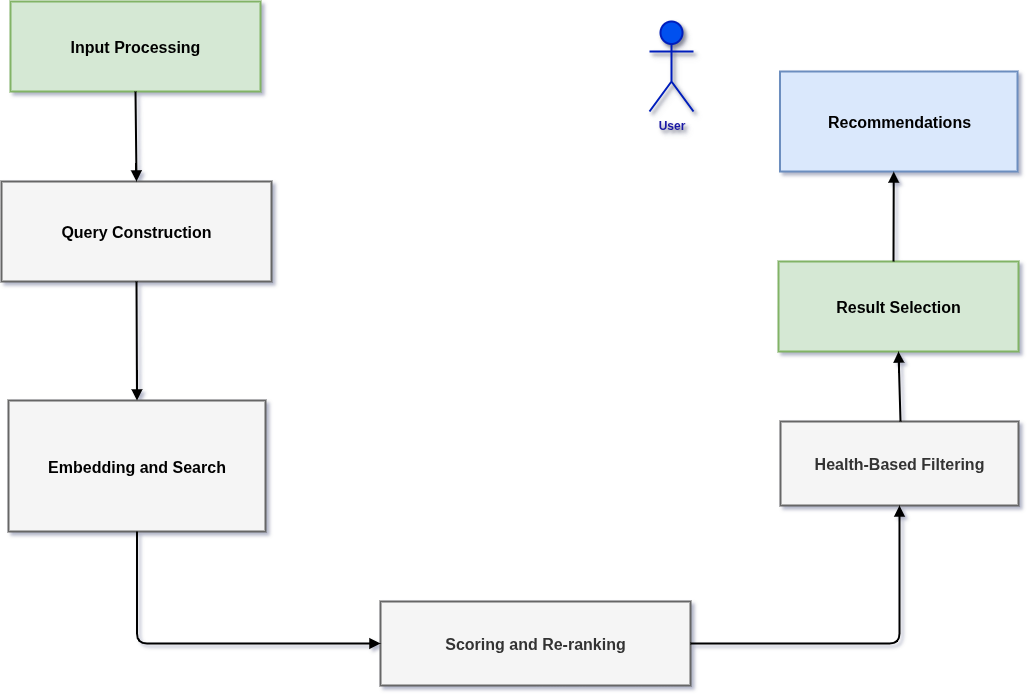 Input Processing
User
Recommendations
Query Construction
Result Selection
Embedding and Search
Health-Based Filtering
Scoring and Re-ranking